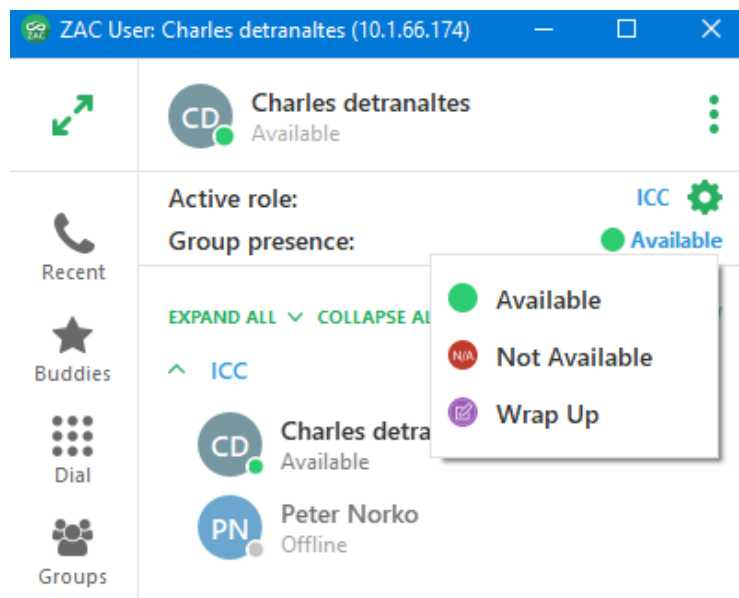 ZAC User: Charles detranaltes (10.1.66.174)
CD
Charles detranaltes
Available
Active role:
ICC
Group presence:
Available
Recent
EXPAND ALL
COLLAPSE AL
Available
N/A
Not Available
Wrap Up
Buddies
ICC
CD
Charles detra
Available
Dial
PN
Peter Norko
Offline
Groups